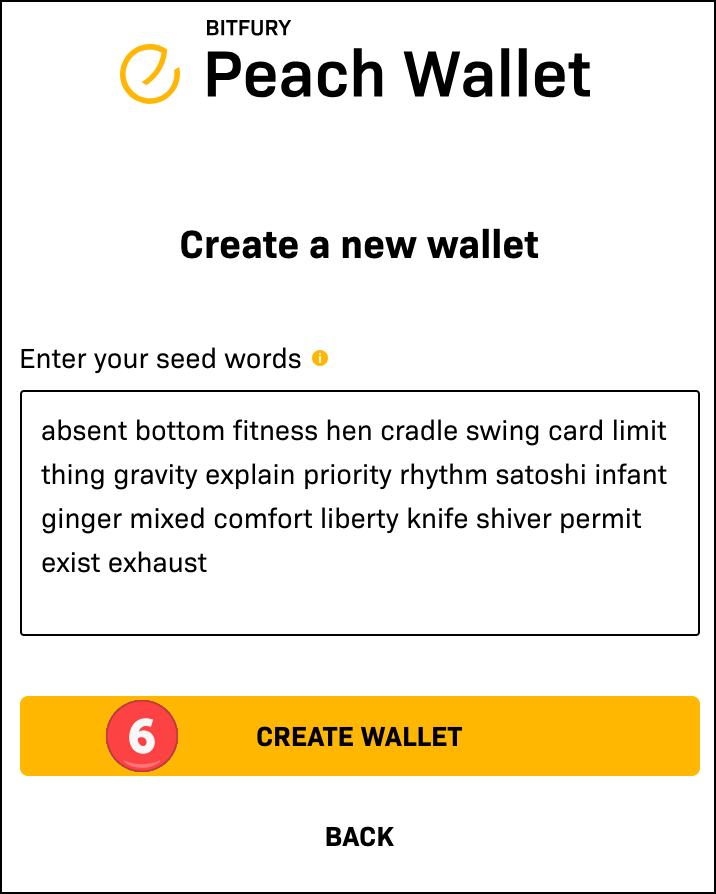 BITFURY
Peach Wallet
Create a new wallet
Enter your seed words
absent bottom fitness hen cradle swing card limit
thing gravity explain priority rhythm satoshi infant
ginger mixed comfort liberty knife shiver permit
exist exhaust
6 CREATE WALLET
BACK